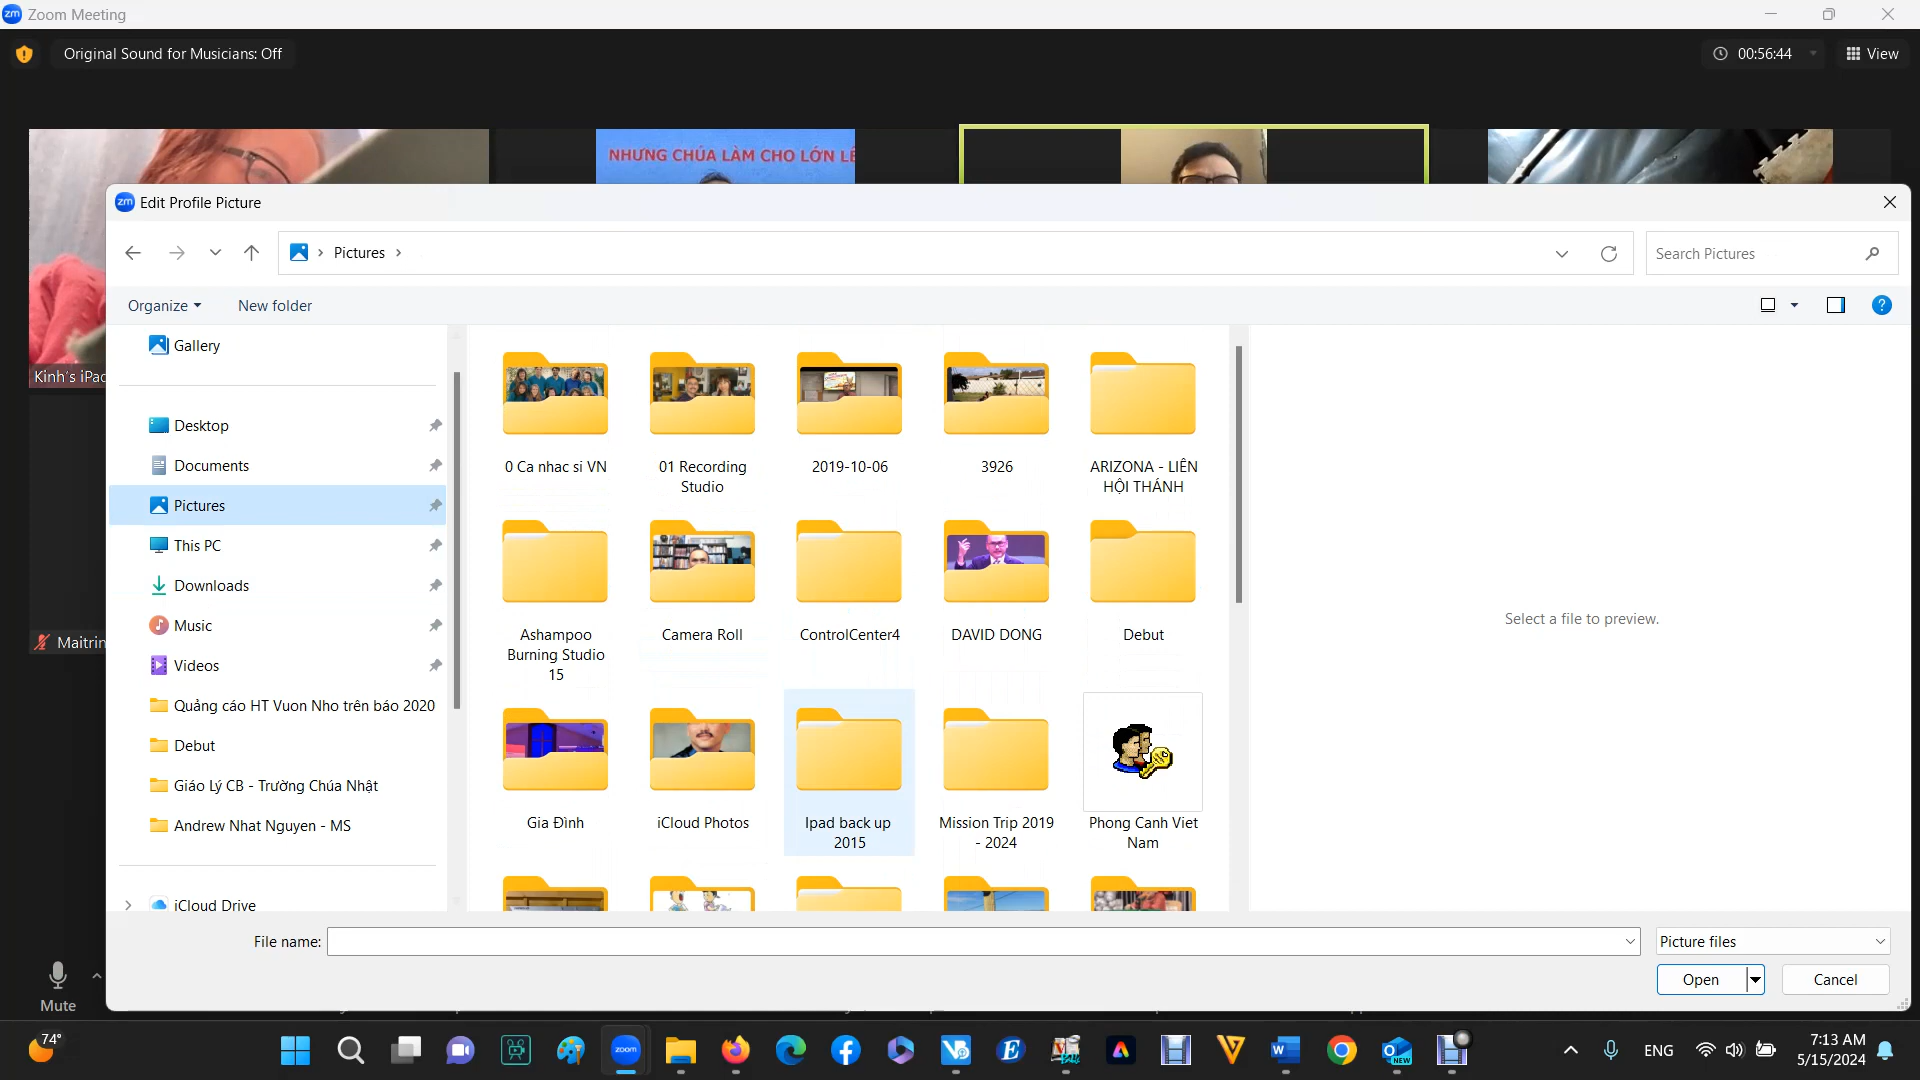 Zoom Meeting
Original Sound for Musicians: Off
00:56:44
View
NHƯNG CHÚA LÀM CHO LỚN LÊ
Edit Profile Picture
Pictures
Search Pictures
Organize
New folder
Gallery
Kinh's iPad
Desktop
Documents
Pictures
This PC
Downloads
Music
Maitrin
Videos
Quảng cáo HT Vuon Nho trên báo 2020
Debut
Giáo Lý CB - Trường Chúa Nhật
Andrew Nhat Nguyen - MS
iCloud Drive
0 Ca nhac si VN
01 Recording
Studio
2019-10-06
3926
ARIZONA - LIÊN
HỘI THÁNH
Ashampoo
Burning Studio
15
Camera Roll
ControlCenter4
DAVID DONG
Debut
Gia Đình
iCloud Photos
Ipad back up
2015
Mission Trip 2019
- 2024
Phong Canh Viet
Nam
Select a file to preview.
File name:
Picture files
Open
Cancel
Mute
74°
zoom
ENG
7:13 AM
5/15/2024